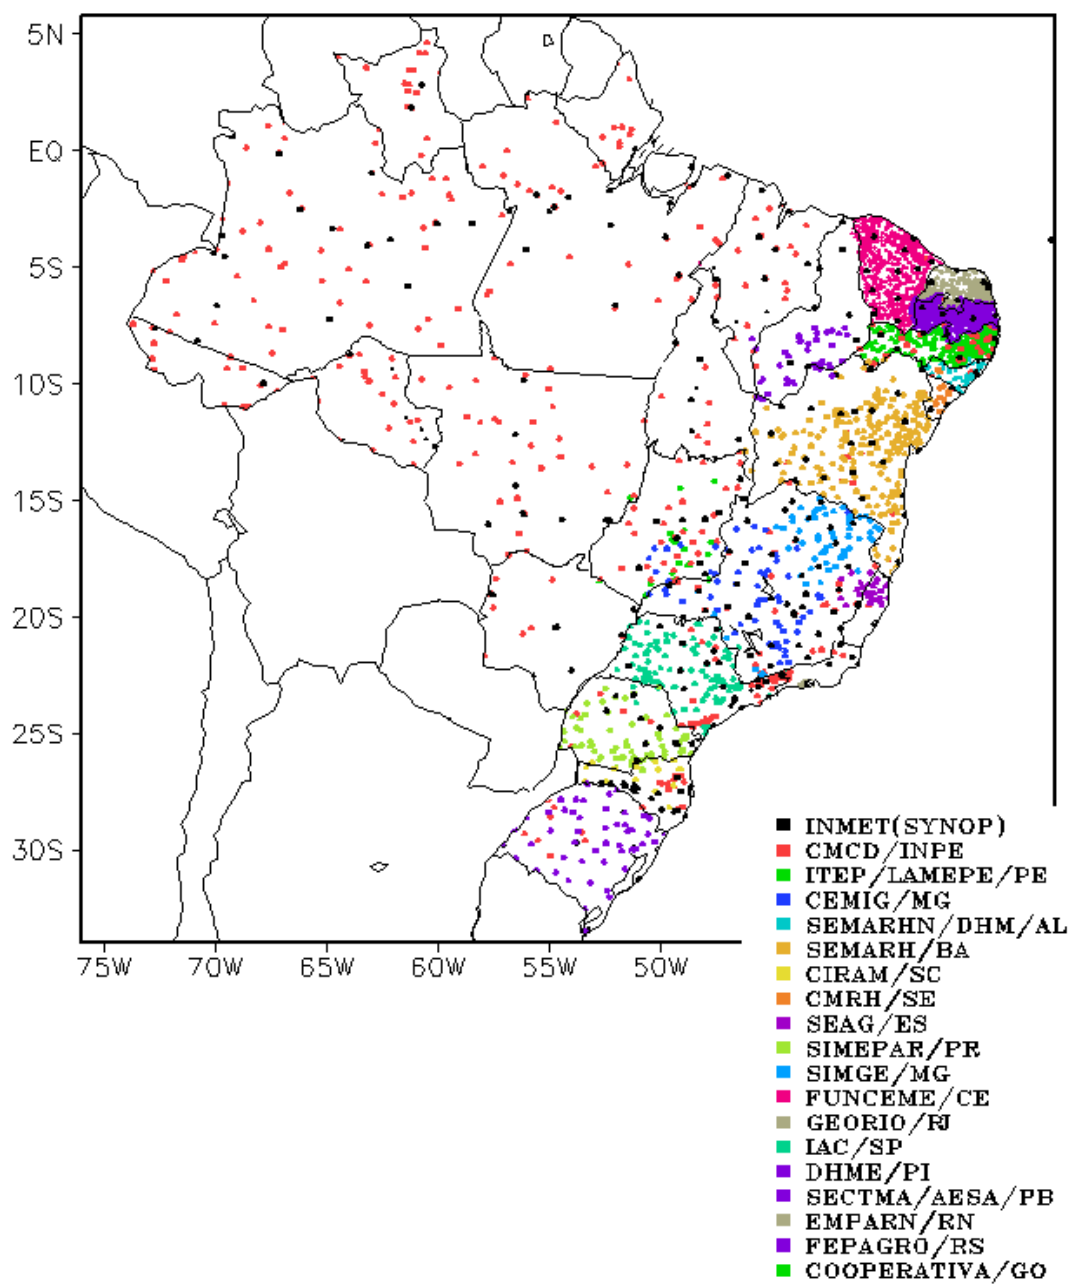 5N
EQ
5S
10S
15S
20S
25S
30S
75W 70W 65W 60W 55W 50W
INMET(SYNOP)
CMCD/INPE
ITEP/LAMEPE/PE
CEMIG/MG
SEMARHN/DHM/AL
SEMARH/BA
CIRAM/SC
CMRH/SE
SEAG/ES
SIMEPAR/PR
SIMGE/MG
FUNCEME/CE
GEORIO/RJ
IAC/SP
DHME/PI
SECTMA/AESA/PB
EMPARN/RN
FEPAGRO/RS
COOPERATIVA/GO